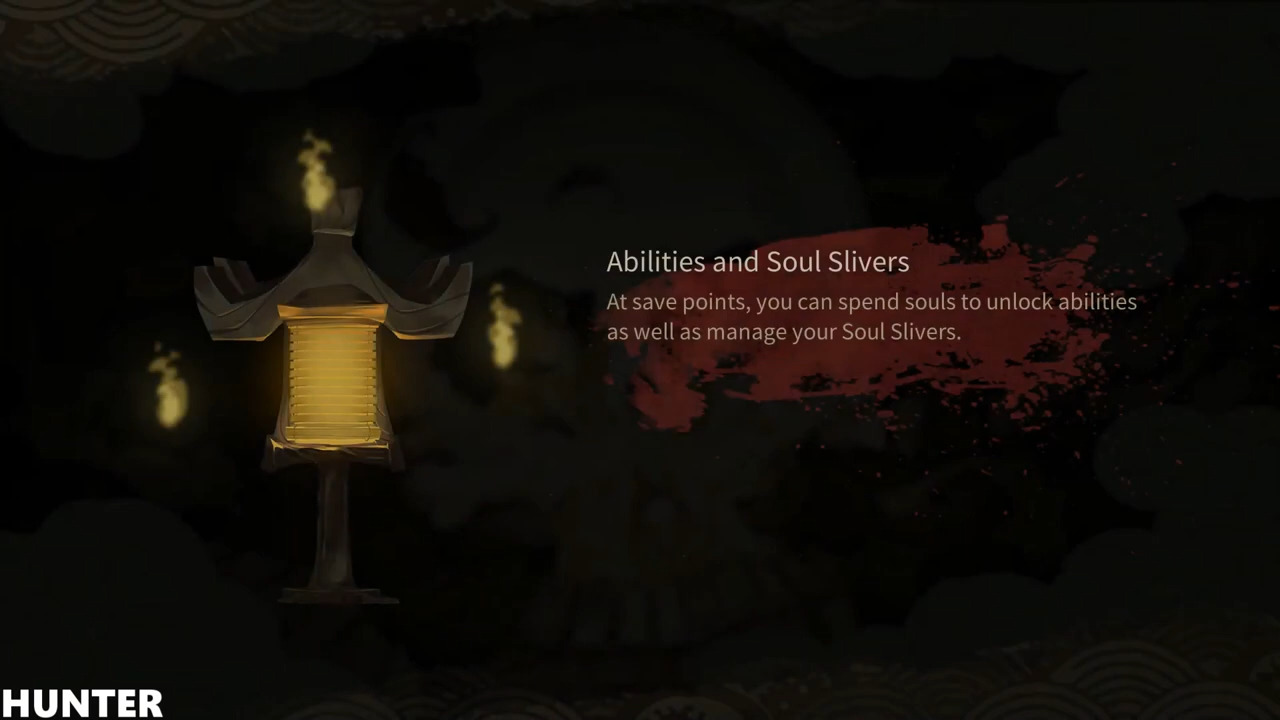 Abilities and Soul Slivers
At save points, you can spend souls to unlock abilities
as well as manage your Soul Slivers.
HUNTER